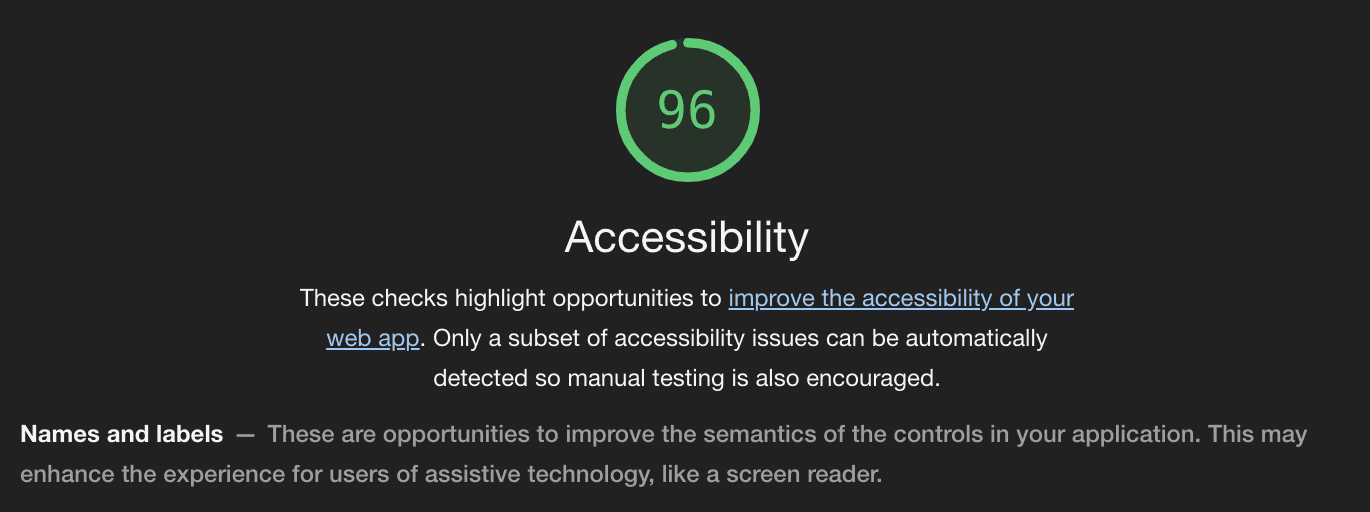 96
Accessibility
These checks highlight opportunities to improve the accessibility of your
web app. Only a subset of accessibility issues can be automatically
detected so manual testing is also encouraged.
Names and labels — These are opportunities to improve the semantics of the controls in your application. This may
enhance the experience for users of assistive technology, like a screen reader.